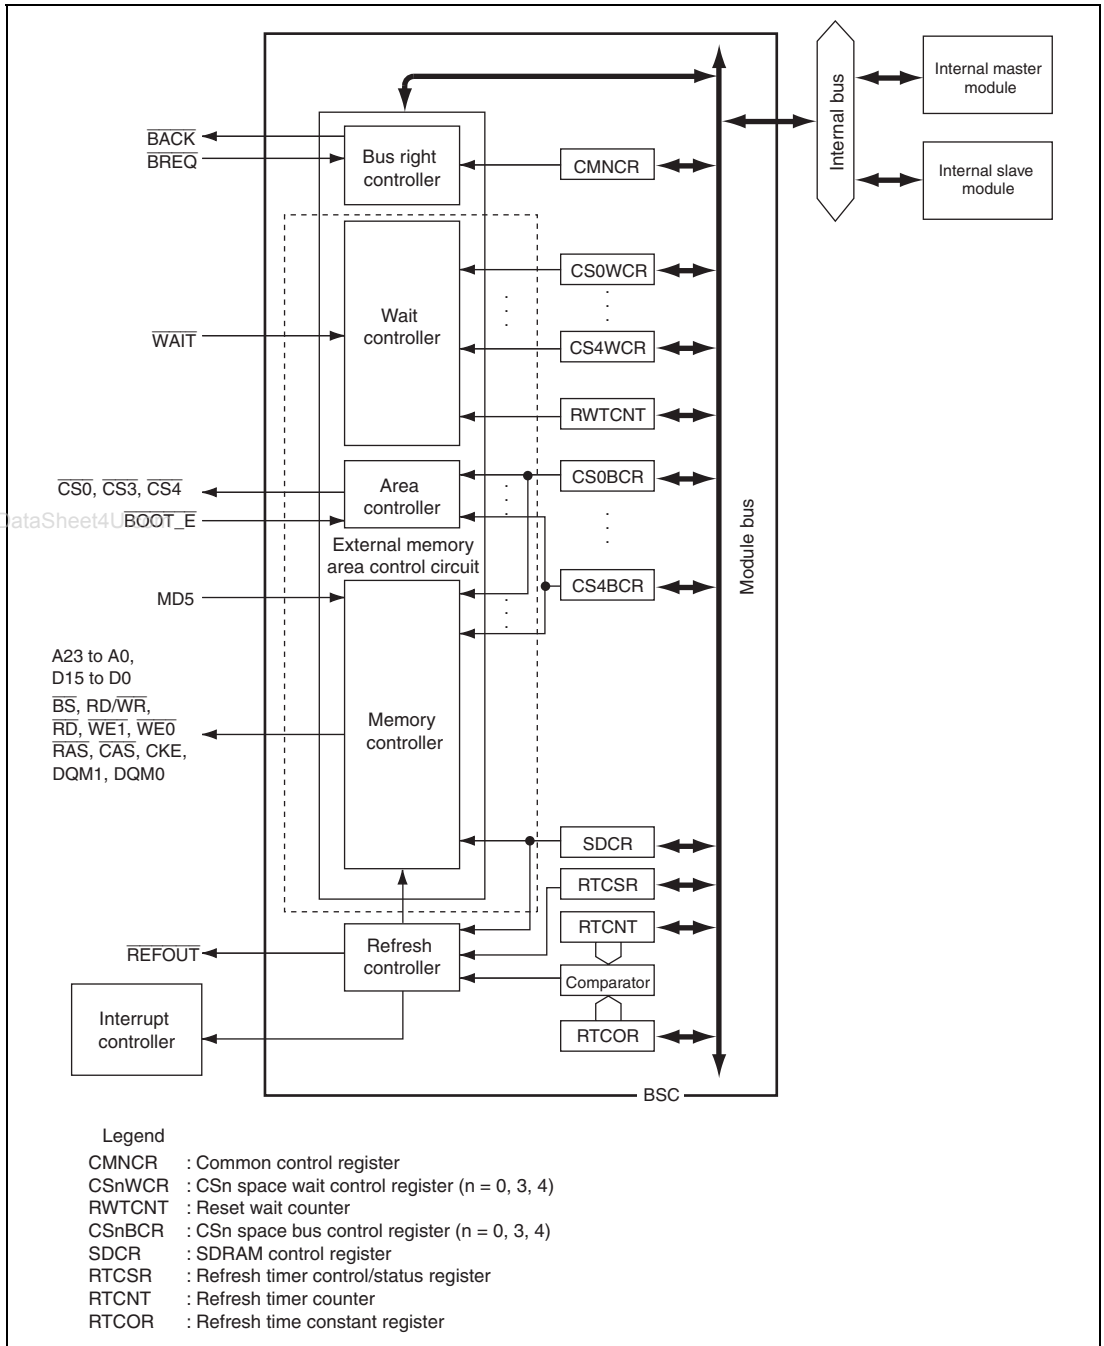 Internal master
module
Internal slave
module
Internal bus
Module bus
BACK
BREQ
Bus right
controller
CMNCR
CS0WCR
WAIT
Wait
controller
CS4WCR
RWTCNT
CS0, CS3, CS4
BOOT_E
Area
controller
CS0BCR
External memory
area control circuit
MD5
CS4BCR
A23 to A0,
D15 to D0
BS, RD/WR,
RD, WE1, WE0
RAS, CAS, CKE,
DQM1, DQM0
Memory
controller
SDCR
RTCSR
RTCNT
REFOUT
Refresh
controller
Comparator
Interrupt
controller
RTCOR
BSC
Legend
CMNCR : Common control register
CSnWCR : CSn space wait control register (n = 0, 3, 4)
RWTCNT : Reset wait counter
CSnBCR : CSn space bus control register (n = 0, 3, 4)
SDCR : SDRAM control register
RTCSR : Refresh timer control/status register
RTCNT : Refresh timer counter
RTCOR : Refresh time constant register